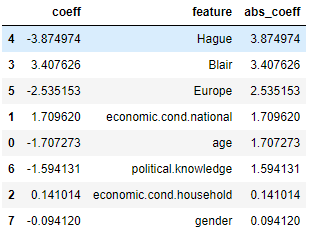 coeff feature abs_coeff
4 -3.874974 Hague 3.874974
3 3.407626 Blair 3.407626
5 -2.535153 Europe 2.535153
1 1.709620 economic.cond.national 1.709620
0 -1.707273 age 1.707273
6 -1.594131 political.knowledge 1.594131
2 0.141014 economic.cond.household 0.141014
7 -0.094120 gender 0.094120